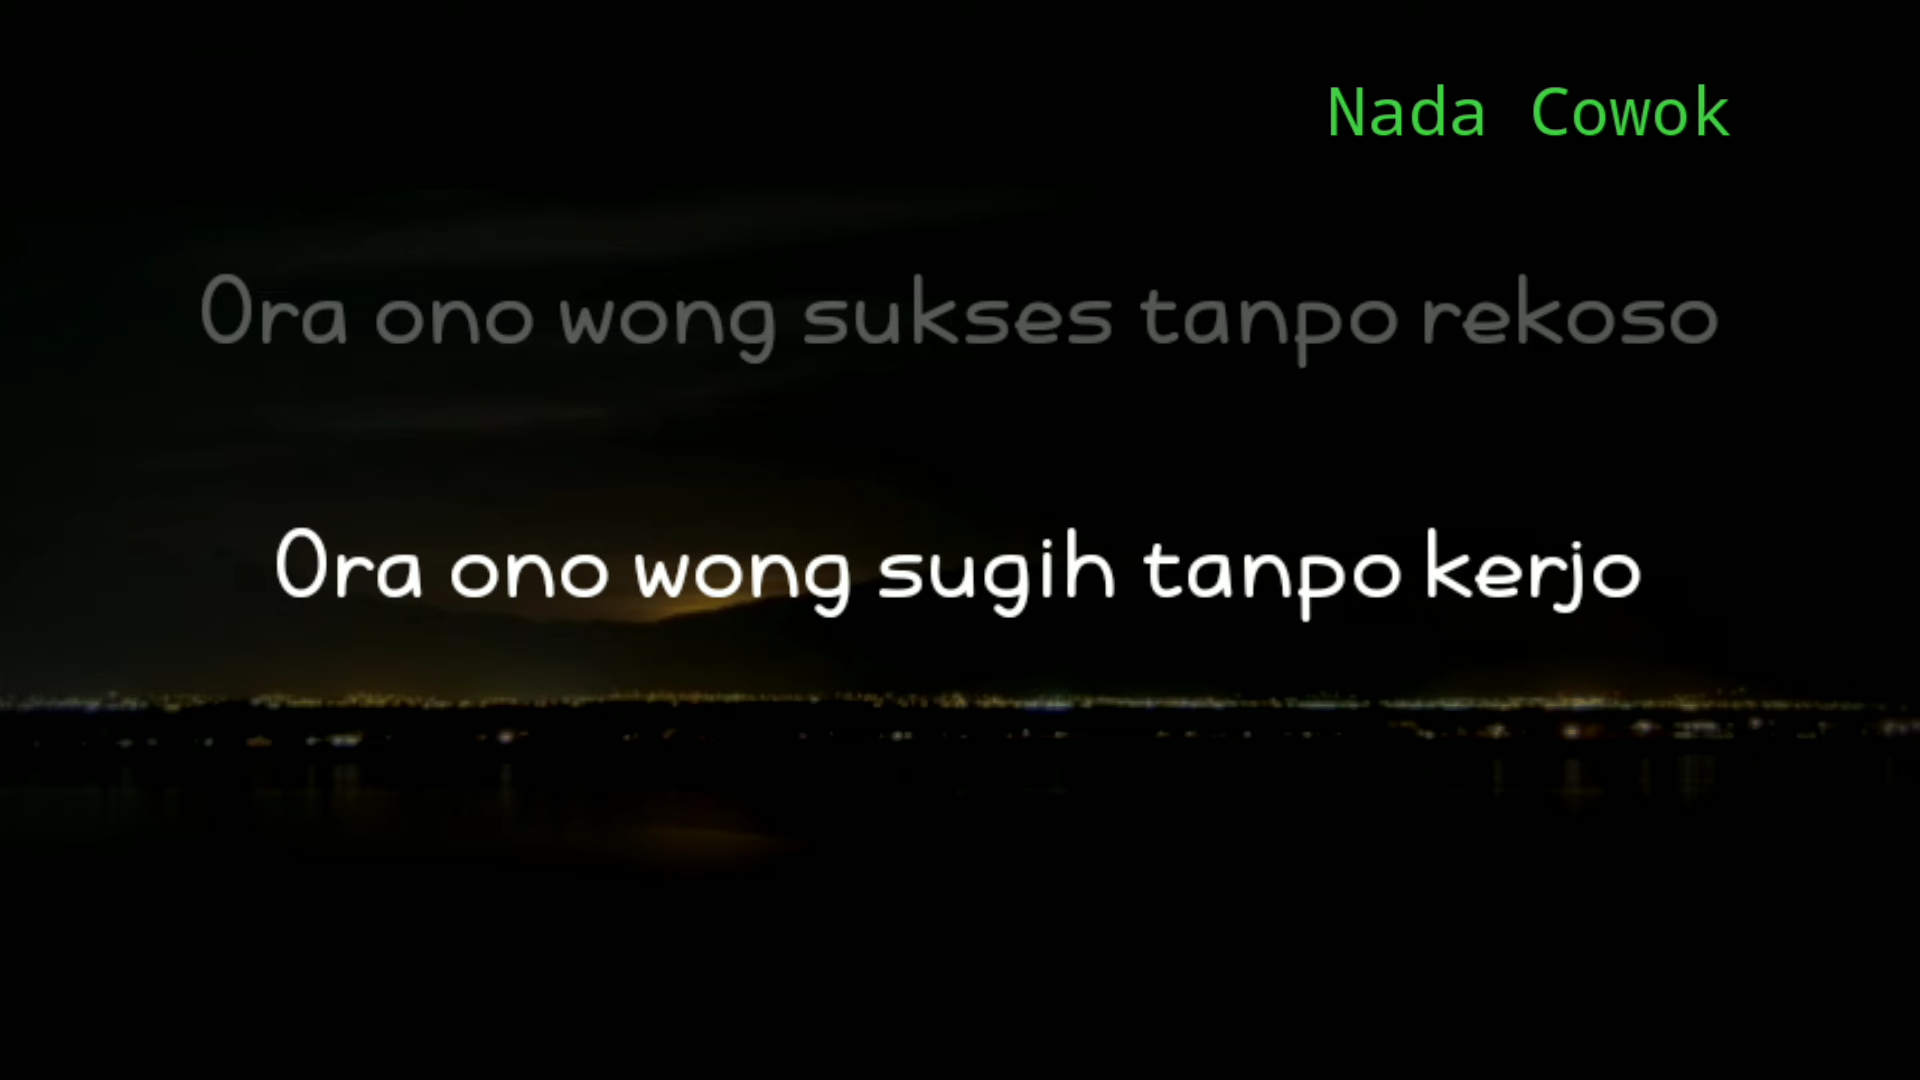 Nada Cowok
Ora ono wong sukses tanpo rekoso
Ora ono wong sugih tanpo kerjo